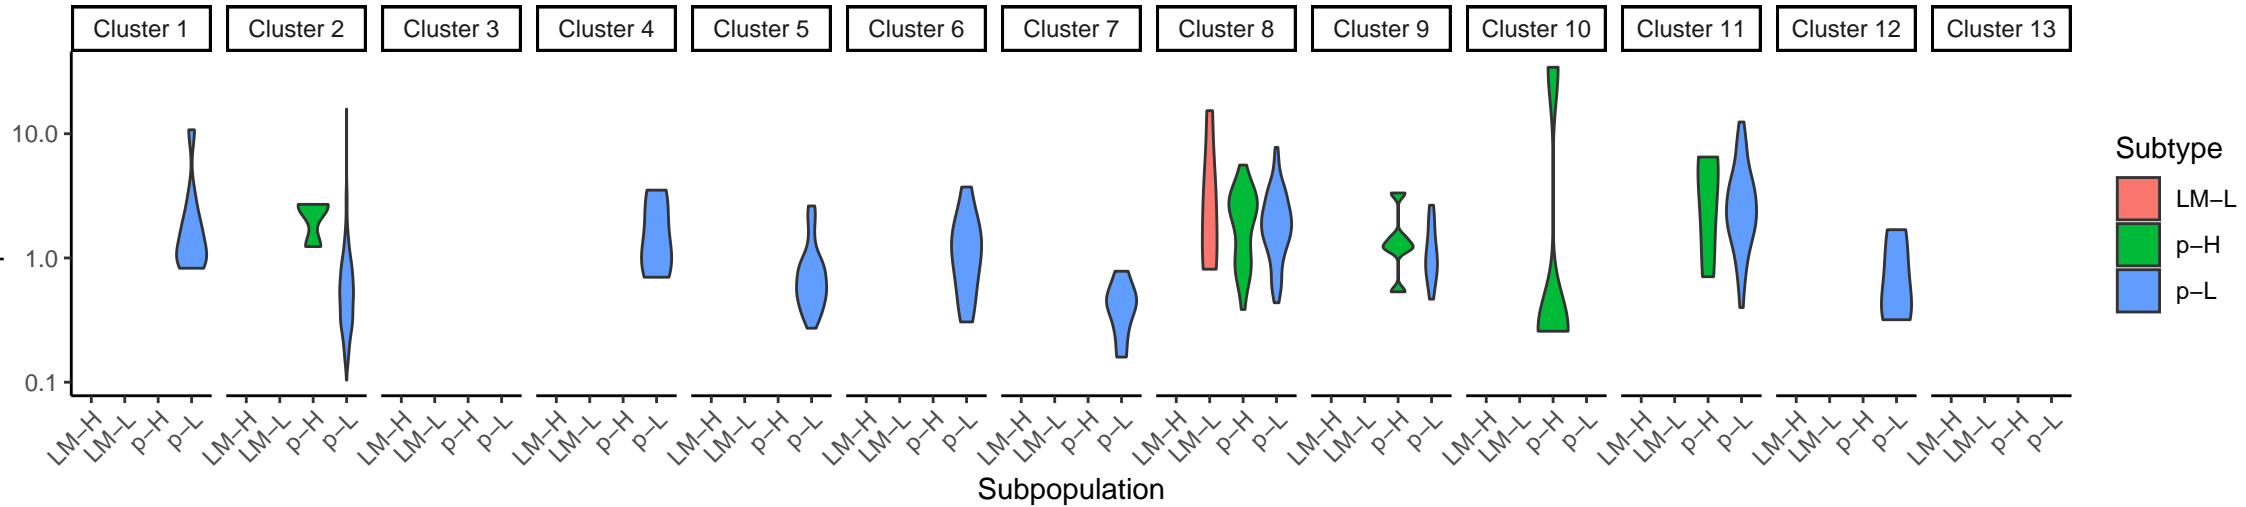 Cluster 1 Cluster 2 Cluster 3 Cluster 4 Cluster 5 Cluster 6 Cluster 7 Cluster 8 Cluster 9 Cluster 10 Cluster 11 Cluster 12 Cluster 13
10.0
1.0
0.1
LM−H LM−L p−H p−L LM−H LM−L p−H p−L LM−H LM−L p−H p−L LM−H LM−L p−H p−L LM−H LM−L p−H p−L LM−H LM−L p−H p−L LM−H LM−L p−H p−L LM−H LM−L p−H p−L LM−H LM−L p−H p−L LM−H LM−L p−H p−L LM−H LM−L p−H p−L LM−H LM−L p−H p−L LM−H LM−L p−H p−L
Subpopulation
Subtype
LM−L
p−H
p−L